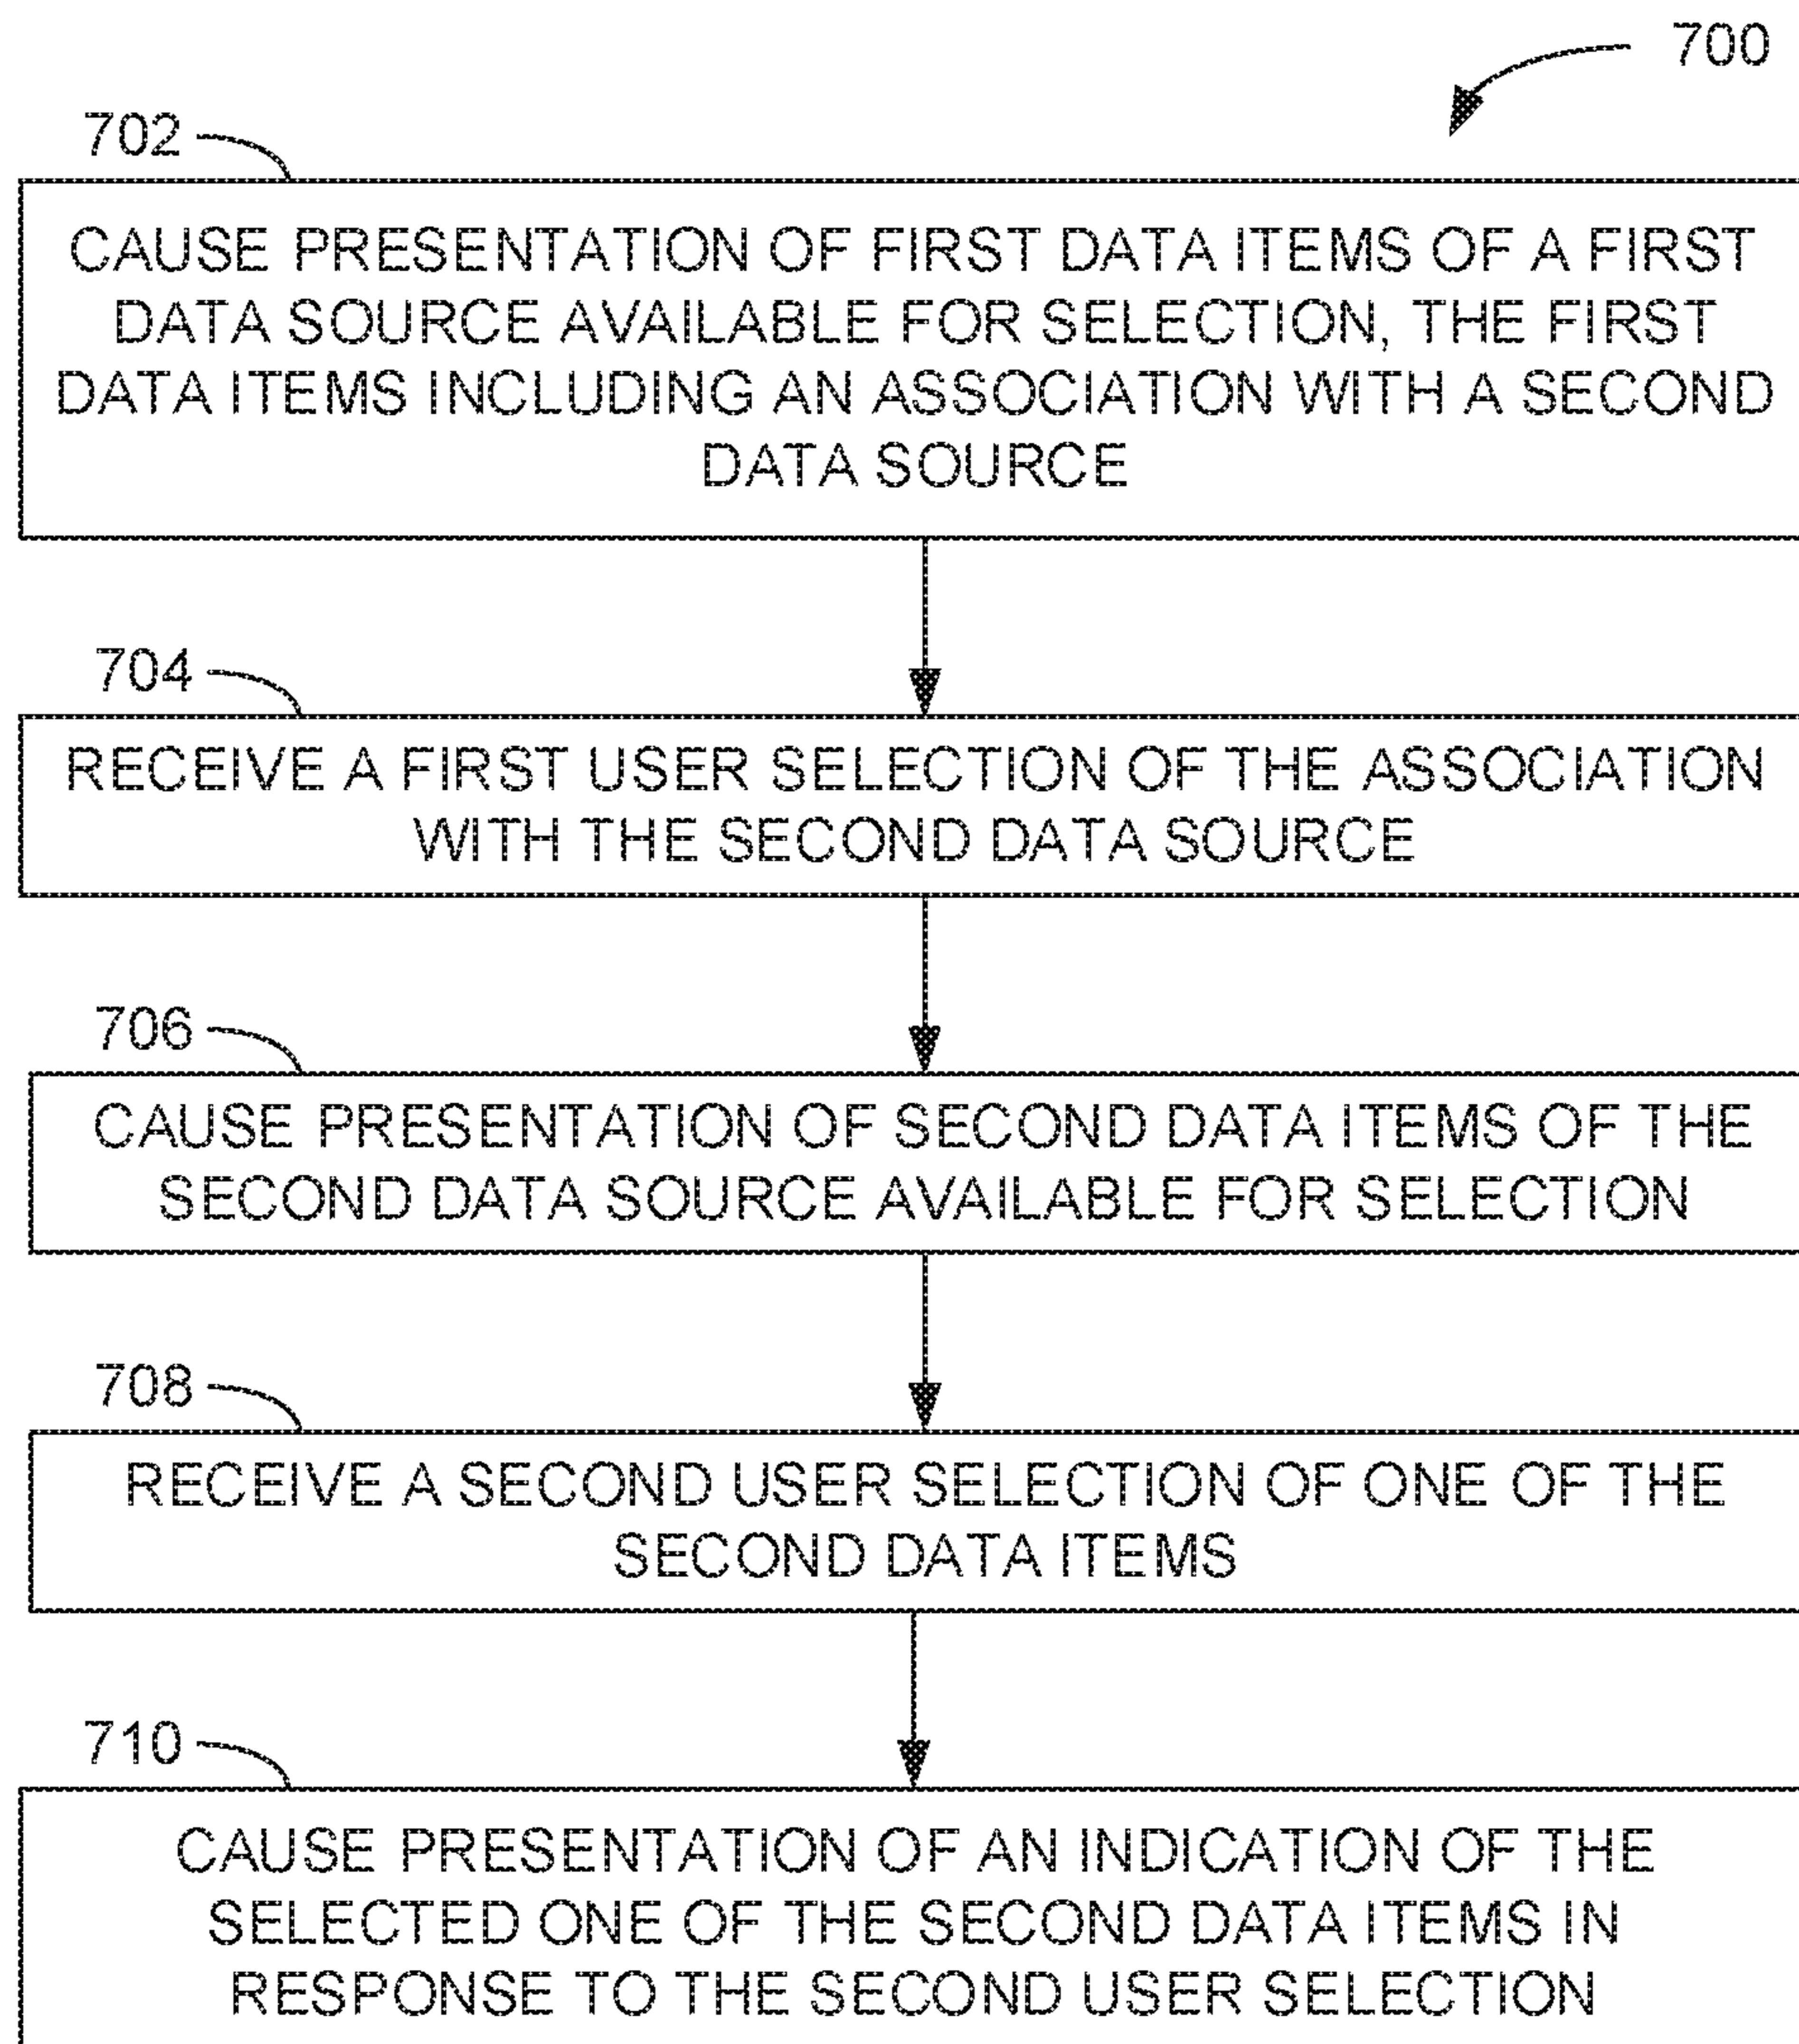 700
702
CAUSE PRESENTATION OF FIRST DATA ITEMS OF A FIRST
DATA SOURCE AVAILABLE FOR SELECTION, THE FIRST
DATA ITEMS INCLUDING AN ASSOCIATION WITH A SECOND
DATA SOURCE
704
RECEIVE A FIRST USER SELECTION OF THE ASSOCIATION
WITH THE SECOND DATA SOURCE
706
CAUSE PRESENTATION OF SECOND DATA ITEMS OF THE
SECOND DATA SOURCE AVAILABLE FOR SELECTION
708
RECEIVE A SECOND USER SELECTION OF ONE OF THE
SECOND DATA ITEMS
710
CAUSE PRESENTATION OF AN INDICATION OF THE
SELECTED ONE OF THE SECOND DATA ITEMS IN
RESPONSE TO THE SECOND USER SELECTION